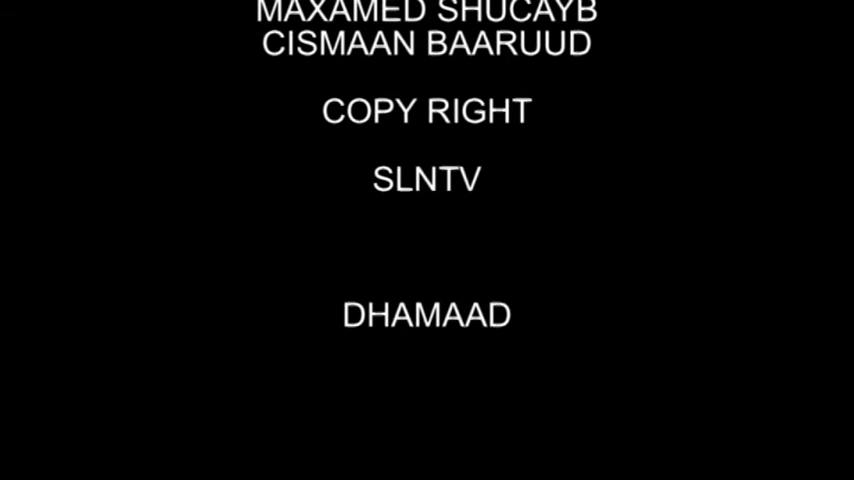 MAXAMED SHUCAYB
CISMAAN BAARUUD
COPY RIGHT
SLNTV
DHAMAAD